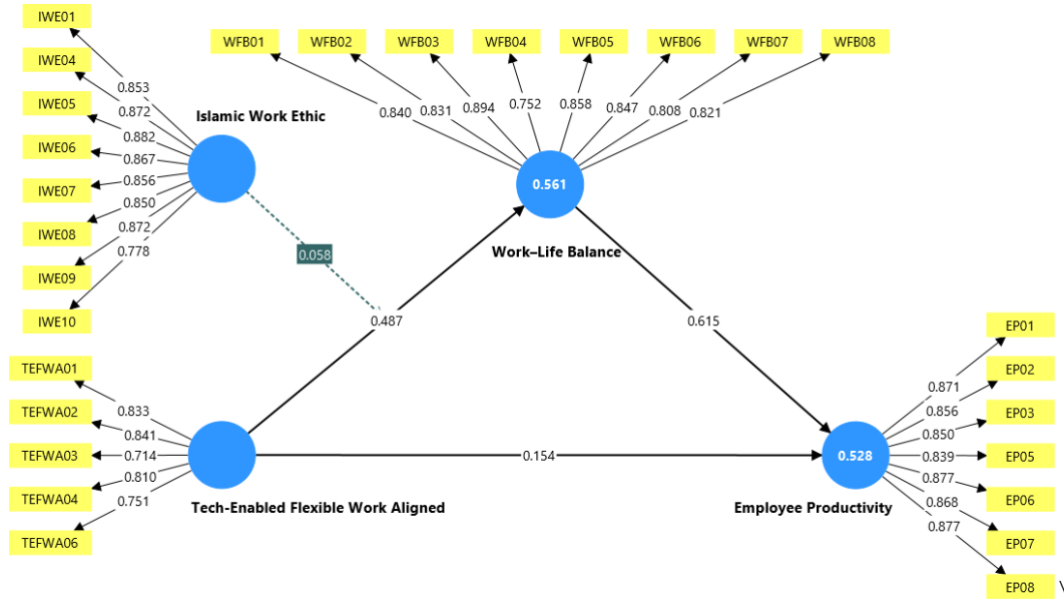 IWE01
IWE04
IWE05
IWE06
IWE07
IWE08
IWE09
IWE10
0.853
0.872
0.882
0.867
0.856
0.850
0.872
0.778
Islamic Work Ethic
WFB01 WFB02 WFB03 WFB04 WFB05 WFB06 WFB07 WFB08
0.840 0.831 0.894 0.752 0.858 0.847 0.808 0.821
0.561
Work–Life Balance
0.058
0.487
0.615
TEFWA01
TEFWA02
TEFWA03
TEFWA04
TEFWA06
0.833
0.841
0.714
0.810
0.751
Tech-Enabled Flexible Work Aligned
0.154
0.528
Employee Productivity
0.871
0.856
0.850
0.839
0.877
0.868
0.877
EP01
EP02
EP03
EP05
EP06
EP07
EP08